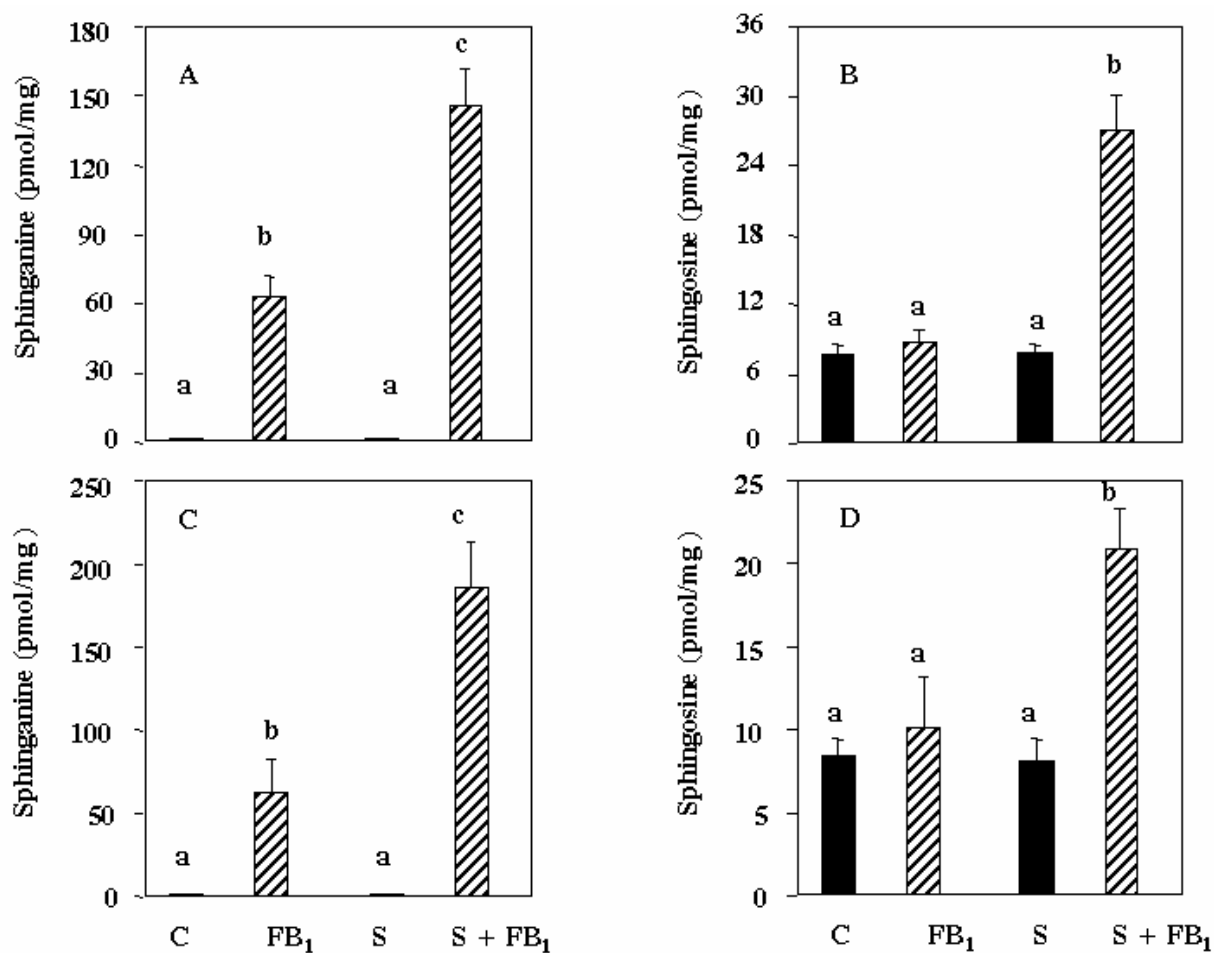 Sphinganine (pmol/mg)
180
150
120
90
60
30
0
A
a
b
a
c
Sphingosine (pmol/mg)
36
30
24
18
12
6
0
B
a
a
a
b
Sphinganine (pmol/mg)
250
200
150
100
50
0
C
a
b
a
c
C FB₁ S S + FB₁
Sphingosine (pmol/mg)
25
20
15
10
5
0
D
a
a
a
b
C FB₁ S S + FB₁